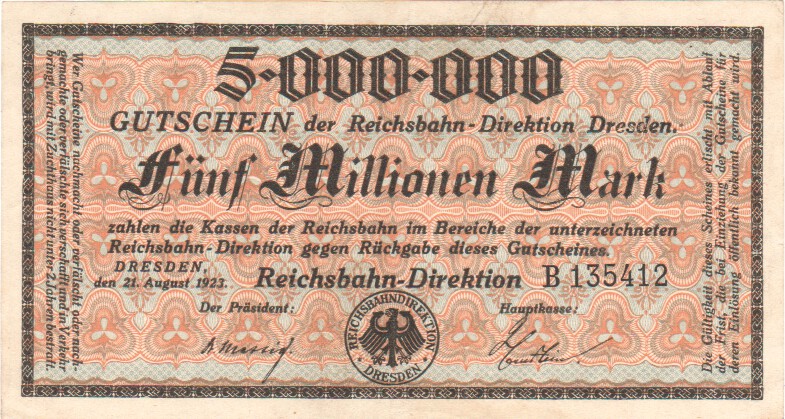 5·000·000
GUTSCHEIN der Reichsbahn-Direktion Dresden.
Fünf Millionen Mark
zahlen die Kassen der Reichsbahn im Bereiche der unterzeichneten
Reichsbahn-Direktion gegen Rückgabe dieses Gutscheines.
DRESDEN,
den 21. August 1923.
Reichsbahn-Direktion B 135412
Der Präsident:
Hauptkasse:
REICHSBAHNDIREKTION
· DRESDEN ·
Wer Gutscheine nachmacht oder verfälscht oder nach-
gemachte oder verfälschte sich verschafft und in Verkehr
bringt, wird mit Zuchthaus nicht unter 2 Jahren bestraft.
Die Gültigkeit dieses Scheines erlischt mit Ablauf
der Frist, die bei Einziehung der Gutscheine für
deren Einlösung öffentlich bekannt gemacht wird.